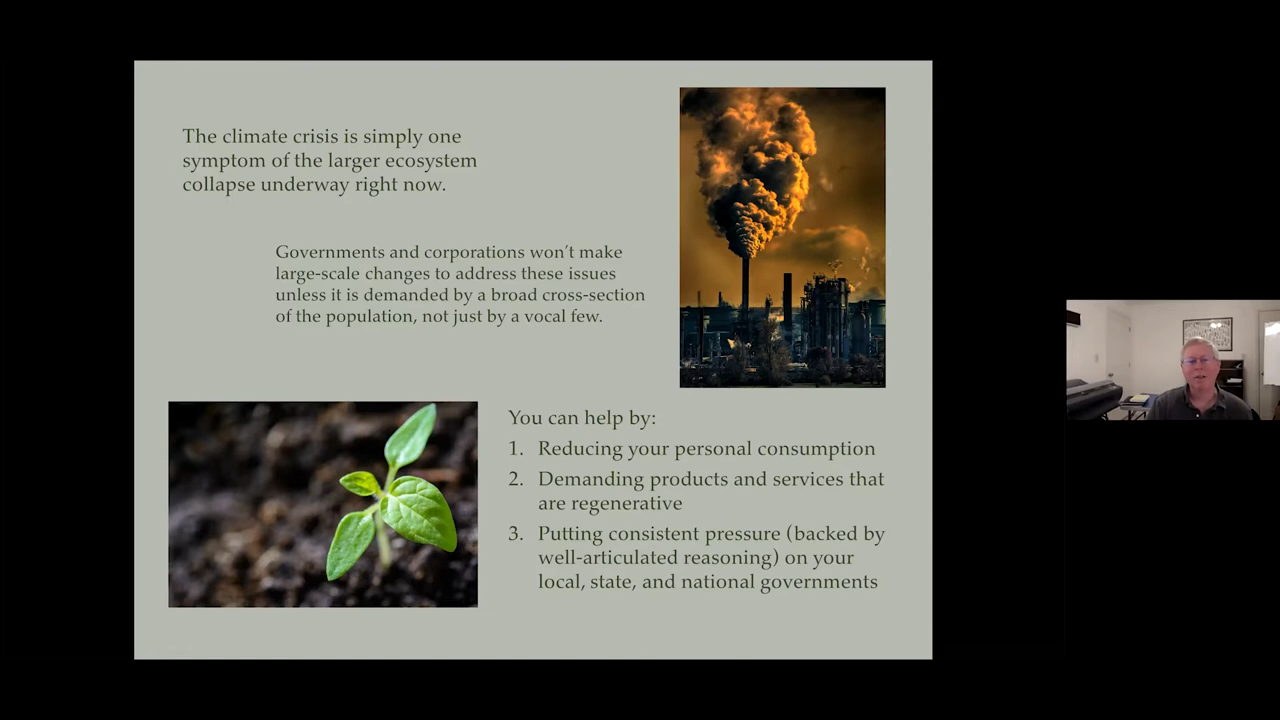 The climate crisis is simply one
symptom of the larger ecosystem
collapse underway right now.
Governments and corporations won't make
large-scale changes to address these issues
unless it is demanded by a broad cross-section
of the population, not just by a vocal few.
You can help by:
1. Reducing your personal consumption
2. Demanding products and services that
are regenerative
3. Putting consistent pressure (backed by
well-articulated reasoning) on your
local, state, and national governments